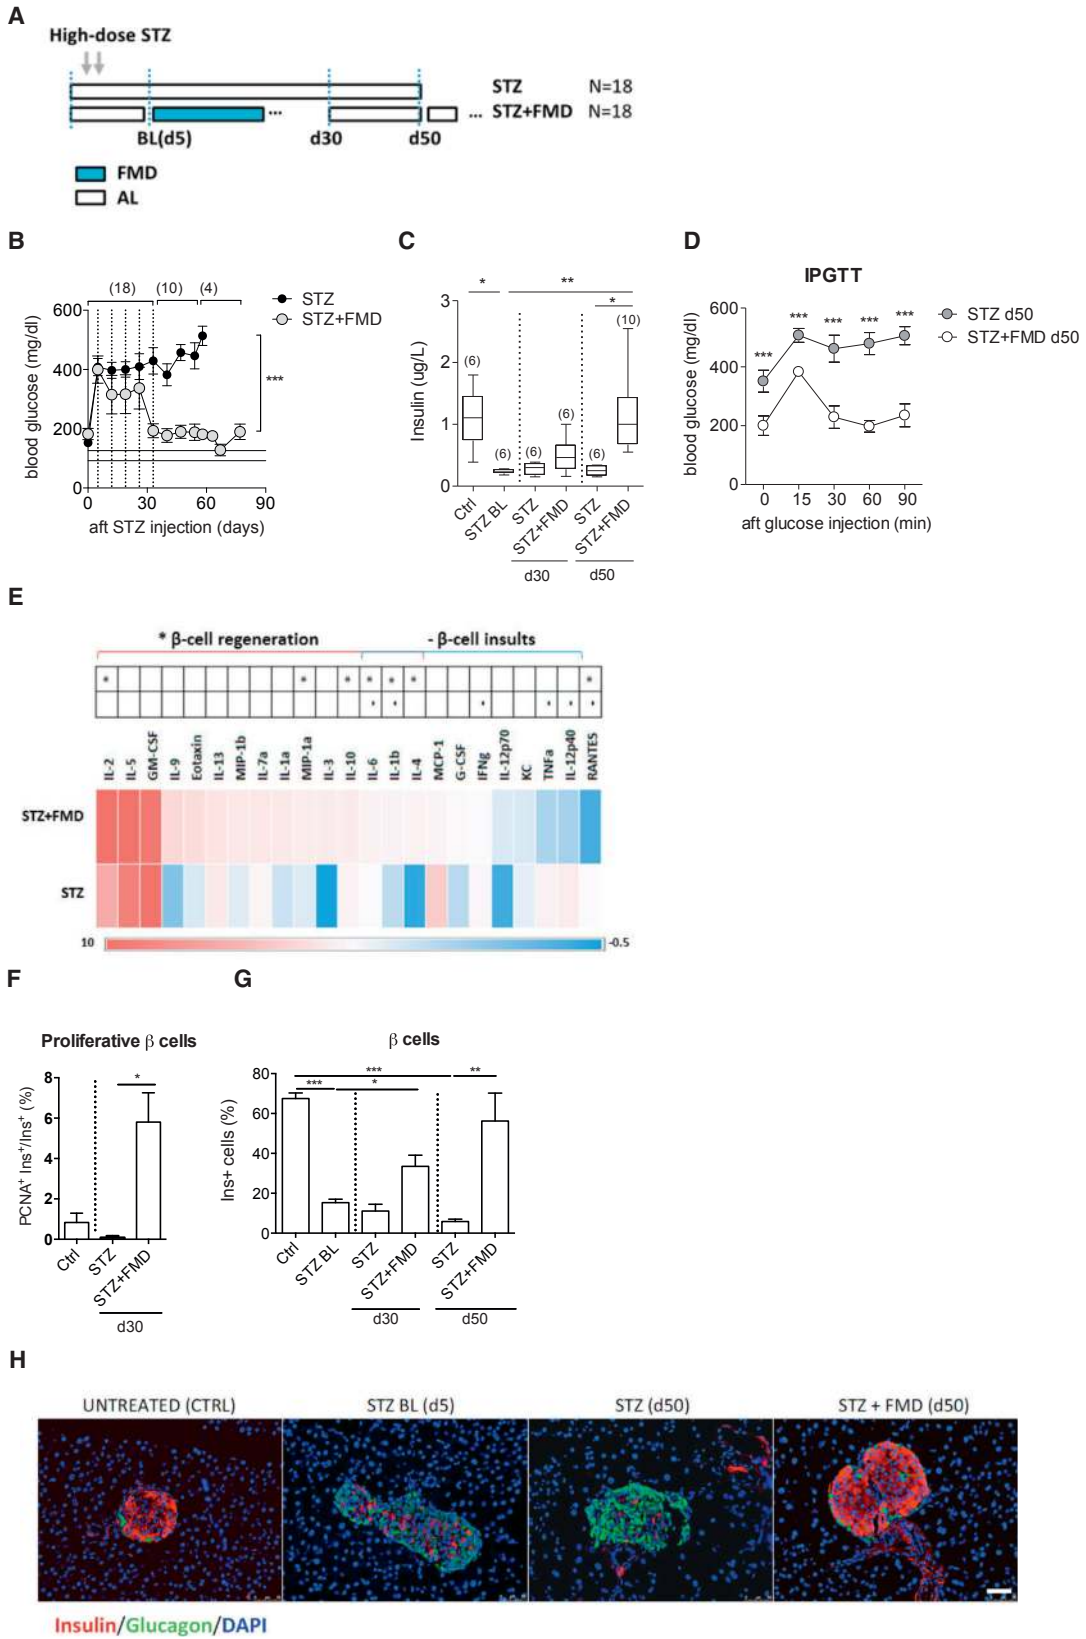 A
High-dose STZ
STZ N=18
... ... STZ+FMD N=18
BL(d5) d30 d50
FMD
AL
B
(18) (10) (4)
STZ
STZ+FMD
blood glucose (mg/dl)
600
400
200
0
***
0 30 60 90
aft STZ injection (days)
C
* **
*
Insulin (ug/L)
3
2
1
0
(6) (6) (6) (6) (6) (10)
Ctrl STZ BL STZ STZ+FMD STZ STZ+FMD
d30 d50
D
IPGTT
STZ d50
STZ+FMD d50
blood glucose (mg/dl)
600
400
200
0
*** *** *** *** ***
0 15 30 60 90
aft glucose injection (min)
E
* β-cell regeneration - β-cell insults
* * * * * * *
IL-2 IL-5 GM-CSF IL-9 Eotaxin IL-13 MIP-1b IL-7a IL-1a MIP-1a IL-3 IL-10 IL-6 IL-1b IL-4 MCP-1 G-CSF IFNg IL-12p70 KC TNFa IL-12p40 RANTES
STZ+FMD
STZ
10 -0.5
F
Proliferative β cells
PCNA+ Ins+/Ins+ (%)
8
6
4
2
0
*
Ctrl STZ STZ+FMD
d30
G
β cells
Ins+ cells (%)
80
60
40
20
0
*** **
*** *
Ctrl STZ BL STZ STZ+FMD STZ STZ+FMD
d30 d50
H
UNTREATED (CTRL) STZ BL (d5) STZ (d50) STZ + FMD (d50)
Insulin/Glucagon/DAPI